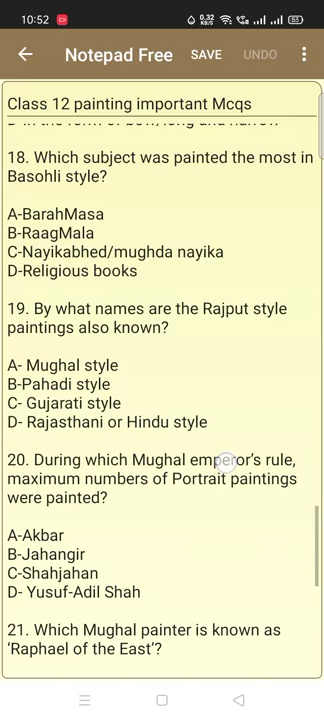 10:52
0.32
KB/S
53
Notepad Free
SAVE
UNDO
Class 12 painting important Mcqs
18. Which subject was painted the most in
Basohli style?
A-BarahMasa
B-RaagMala
C-Nayikabhed/mughda nayika
D-Religious books
19. By what names are the Rajput style
paintings also known?
A- Mughal style
B-Pahadi style
C- Gujarati style
D- Rajasthani or Hindu style
20. During which Mughal emperor’s rule,
maximum numbers of Portrait paintings
were painted?
A-Akbar
B-Jahangir
C-Shahjahan
D- Yusuf-Adil Shah
21. Which Mughal painter is known as
‘Raphael of the East’?